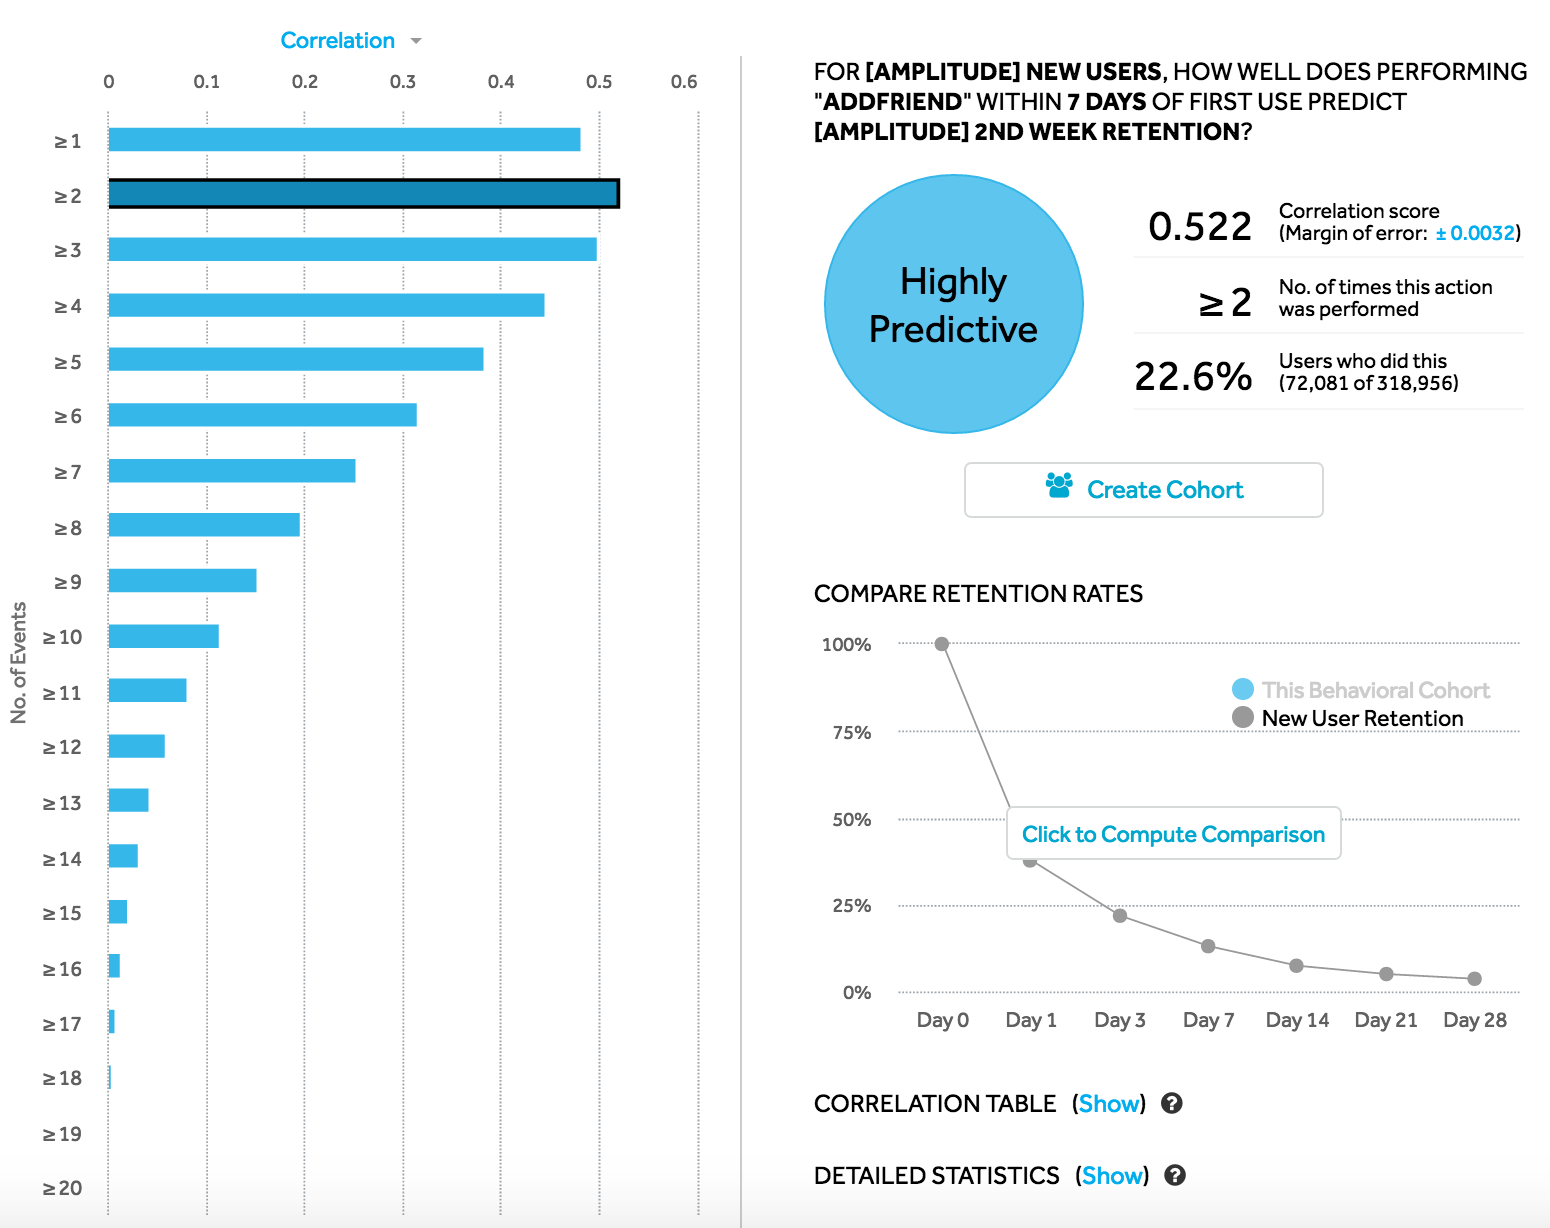 Correlation
0 0.1 0.2 0.3 0.4 0.5 0.6
≥ 1
≥ 2
≥ 3
≥ 4
≥ 5
≥ 6
≥ 7
≥ 8
≥ 9
≥ 10
≥ 11
≥ 12
≥ 13
≥ 14
≥ 15
≥ 16
≥ 17
≥ 18
≥ 19
≥ 20
No. of Events
FOR [AMPLITUDE] NEW USERS, HOW WELL DOES PERFORMING
"ADDFRIEND" WITHIN 7 DAYS OF FIRST USE PREDICT
[AMPLITUDE] 2ND WEEK RETENTION?
Highly
Predictive
0.522
Correlation score
(Margin of error: ± 0.0032)
≥ 2
No. of times this action
was performed
22.6%
Users who did this
(72,081 of 318,956)
Create Cohort
COMPARE RETENTION RATES
100%
75%
50%
25%
0%
This Behavioral Cohort
New User Retention
Click to Compute Comparison
Day 0 Day 1 Day 3 Day 7 Day 14 Day 21 Day 28
CORRELATION TABLE (Show) ?
DETAILED STATISTICS (Show) ?